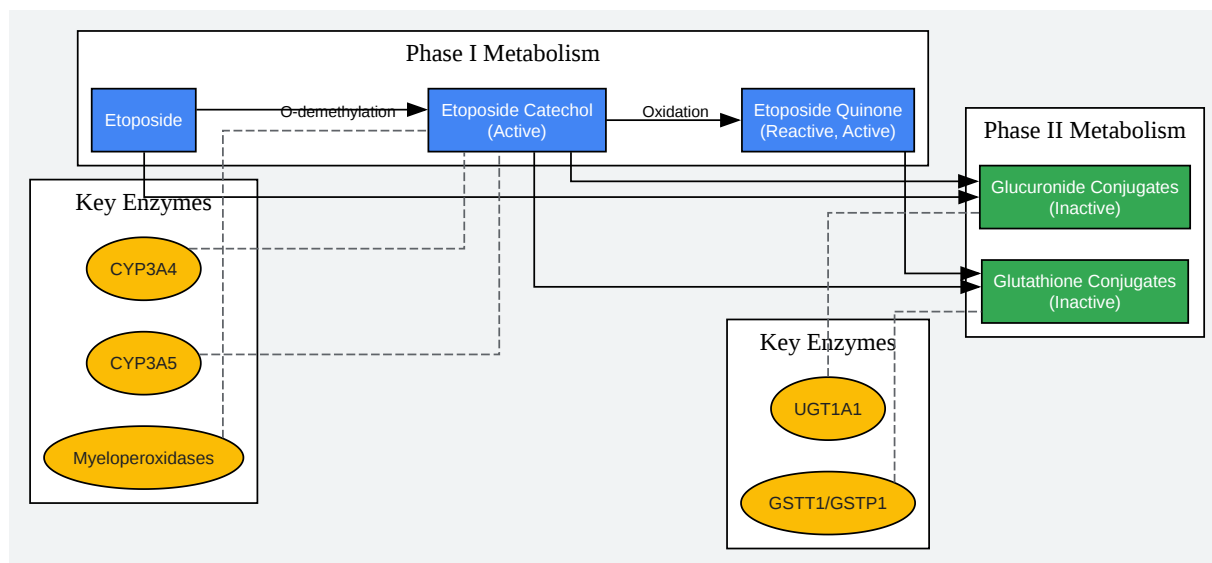 Phase I Metabolism
Etoposide
O-demethylation
Etoposide Catechol
(Active)
Oxidation
Etoposide Quinone
(Reactive, Active)
Phase II Metabolism
Glucuronide Conjugates
(Inactive)
Glutathione Conjugates
(Inactive)
Key Enzymes
CYP3A4
CYP3A5
Myeloperoxidases
Key Enzymes
UGT1A1
GSTT1/GSTP1